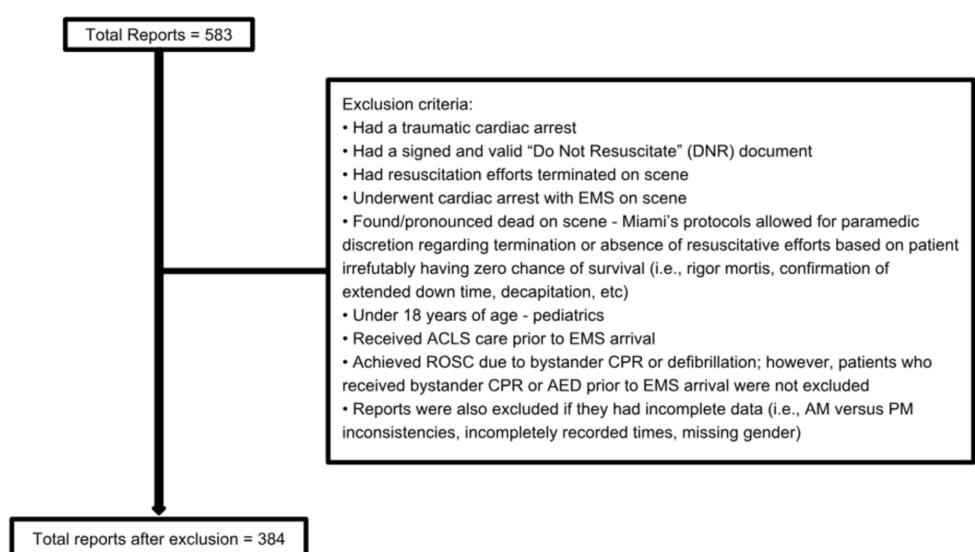 Total Reports = 583
Exclusion criteria:
• Had a traumatic cardiac arrest
• Had a signed and valid “Do Not Resuscitate” (DNR) document
• Had resuscitation efforts terminated on scene
• Underwent cardiac arrest with EMS on scene
• Found/pronounced dead on scene - Miami’s protocols allowed for paramedic
discretion regarding termination or absence of resuscitative efforts based on patient
irrefutably having zero chance of survival (i.e., rigor mortis, confirmation of
extended down time, decapitation, etc)
• Under 18 years of age - pediatrics
• Received ACLS care prior to EMS arrival
• Achieved ROSC due to bystander CPR or defibrillation; however, patients who
received bystander CPR or AED prior to EMS arrival were not excluded
• Reports were also excluded if they had incomplete data (i.e., AM versus PM
inconsistencies, incompletely recorded times, missing gender)
Total reports after exclusion = 384